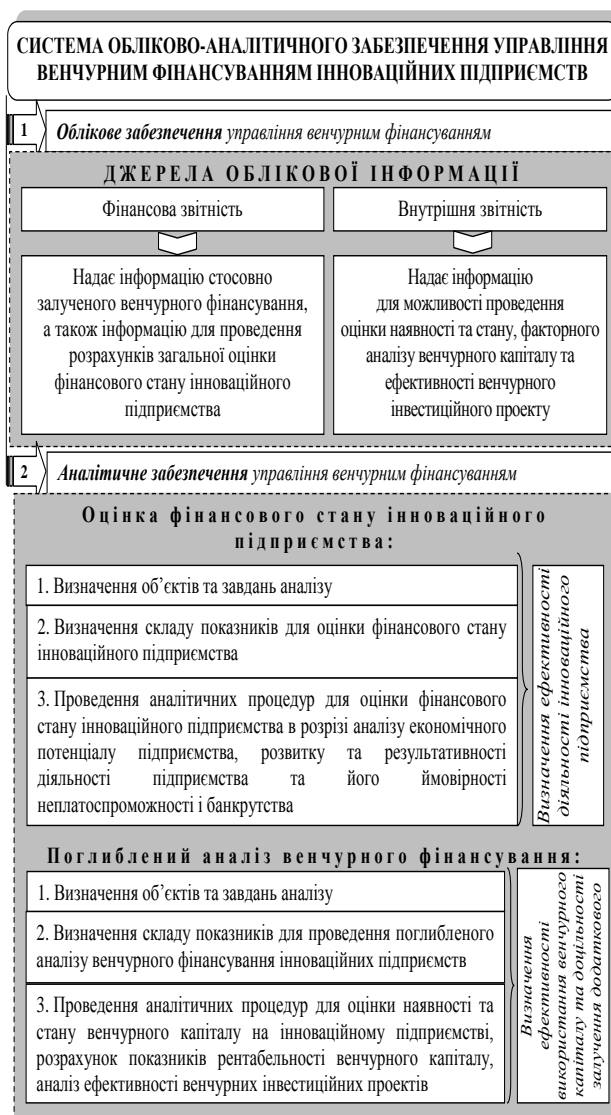 СИСТЕМА ОБЛІКОВО-АНАЛІТИЧНОГО ЗАБЕЗПЕЧЕННЯ УПРАВЛІННЯ
ВЕНЧУРНИМ ФІНАНСУВАННЯМ ІННОВАЦІЙНИХ ПІДПРИЄМСТВ
1
Облікове забезпечення управління венчурним фінансуванням
ДЖЕРЕЛА ОБЛІКОВОЇ ІНФОРМАЦІЇ
Фінансова звітність
Надає інформацію стосовно
залученого венчурного фінансування,
а також інформацію для проведення
розрахунків загальної оцінки
фінансового стану інноваційного
підприємства
Внутрішня звітність
Надає інформацію
для можливості проведення
оцінки наявності та стану, факторного
аналізу венчурного капіталу та
ефективності венчурного
інвестиційного проекту
2
Аналітичне забезпечення управління венчурним фінансуванням
Оцінка фінансового стану інноваційного
підприємства:
1. Визначення об’єктів та завдань аналізу
2. Визначення складу показників для оцінки фінансового стану
інноваційного підприємства
3. Проведення аналітичних процедур для оцінки фінансового
стану інноваційного підприємства в розрізі аналізу економічного
потенціалу підприємства, розвитку та результативності
діяльності підприємства та його ймовірності
неплатоспроможності і банкрутства
Визначення ефективності
діяльності інноваційного
підприємства
Поглиблений аналіз венчурного фінансування:
1. Визначення об’єктів та завдань аналізу
2. Визначення складу показників для проведення поглибленого
аналізу венчурного фінансування інноваційних підприємств
3. Проведення аналітичних процедур для оцінки наявності та
стану венчурного капіталу на інноваційному підприємстві,
розрахунок показників рентабельності венчурного капіталу,
аналіз ефективності венчурних інвестиційних проектів
Визначення
ефективності
використання венчурного
капіталу та доцільності
залучення додаткового